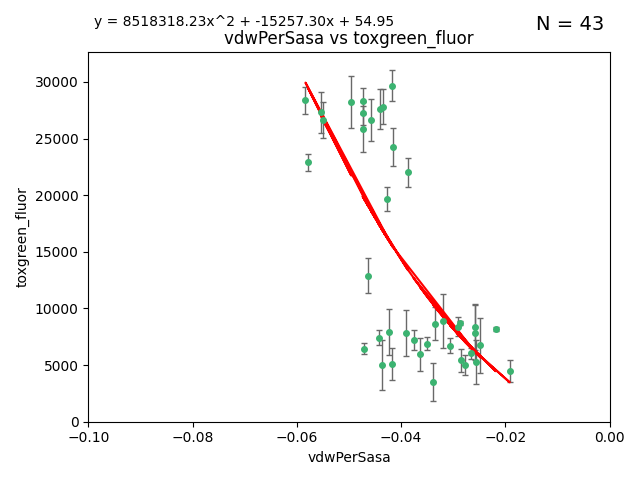 y = 8518318.23x^2 + -15257.30x + 54.95
N = 43
vdwPerSasa vs toxgreen_fluor
30000
25000
20000
15000
10000
5000
0
toxgreen_fluor
−0.10
−0.08
−0.06
−0.04
−0.02
0.00
vdwPerSasa